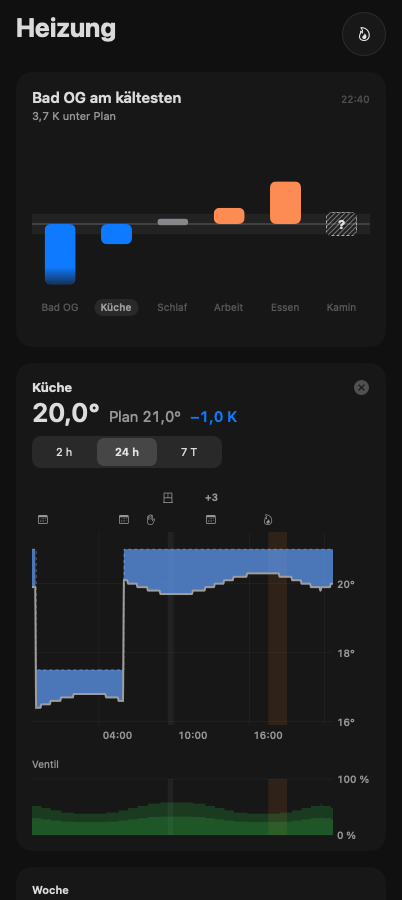 Heizung
Bad OG am kältesten
22:40
3,7 K unter Plan
?
Bad OG
Küche
Schlaf
Arbeit
Essen
Kamin
Küche
20,0° Plan 21,0° −1,0 K
2 h
24 h
7 T
+3
20°
18°
16°
04:00
10:00
16:00
Ventil
100 %
0 %
Woche